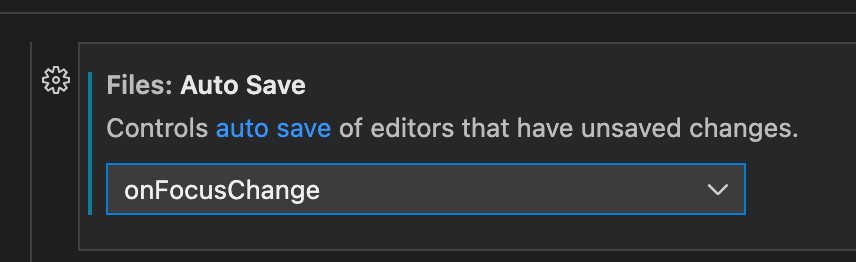 Files: Auto Save
Controls auto save of editors that have unsaved changes.
onFocusChange